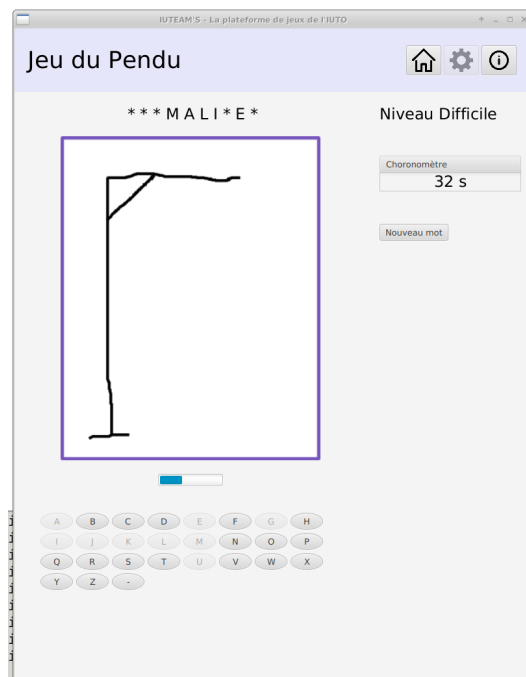 IUTEAM'S - La plateforme de jeux de l'IUTO
Jeu du Pendu
* * * M A L I * E *
Niveau Difficile
Choronomètre
32 s
Nouveau mot
A B C D E F G H
I J K L M N O P
Q R S T U V W X
Y Z -